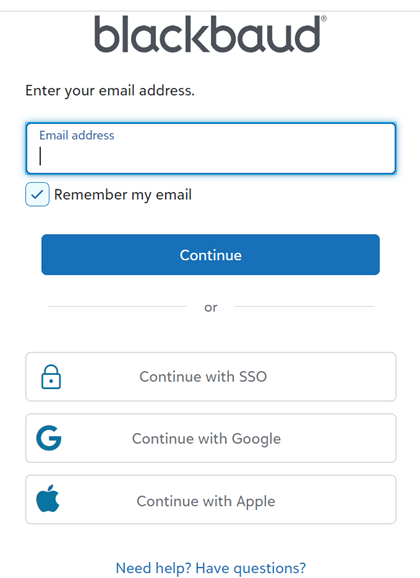 blackbaud®
Enter your email address.
Email address
Remember my email
Continue
or
Continue with SSO
Continue with Google
Continue with Apple
Need help? Have questions?